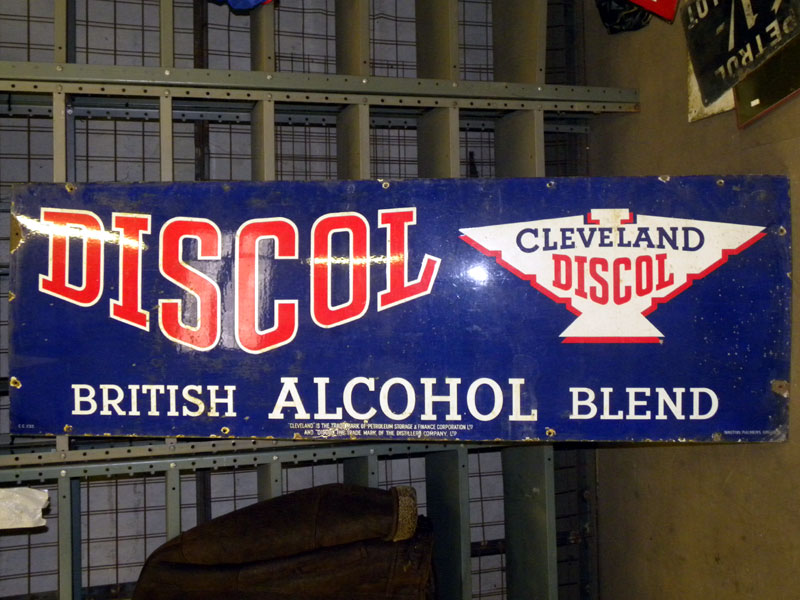 DISCOL
CLEVELAND
DISCOL
BRITISH ALCOHOL BLEND
"CLEVELAND" IS THE TRADE MARK OF PETROLEUM STORAGE & FINANCE CORPORATION LTD
AND "DISCOL" THE TRADE MARK OF THE DISTILLERS COMPANY, LTD
PETROL